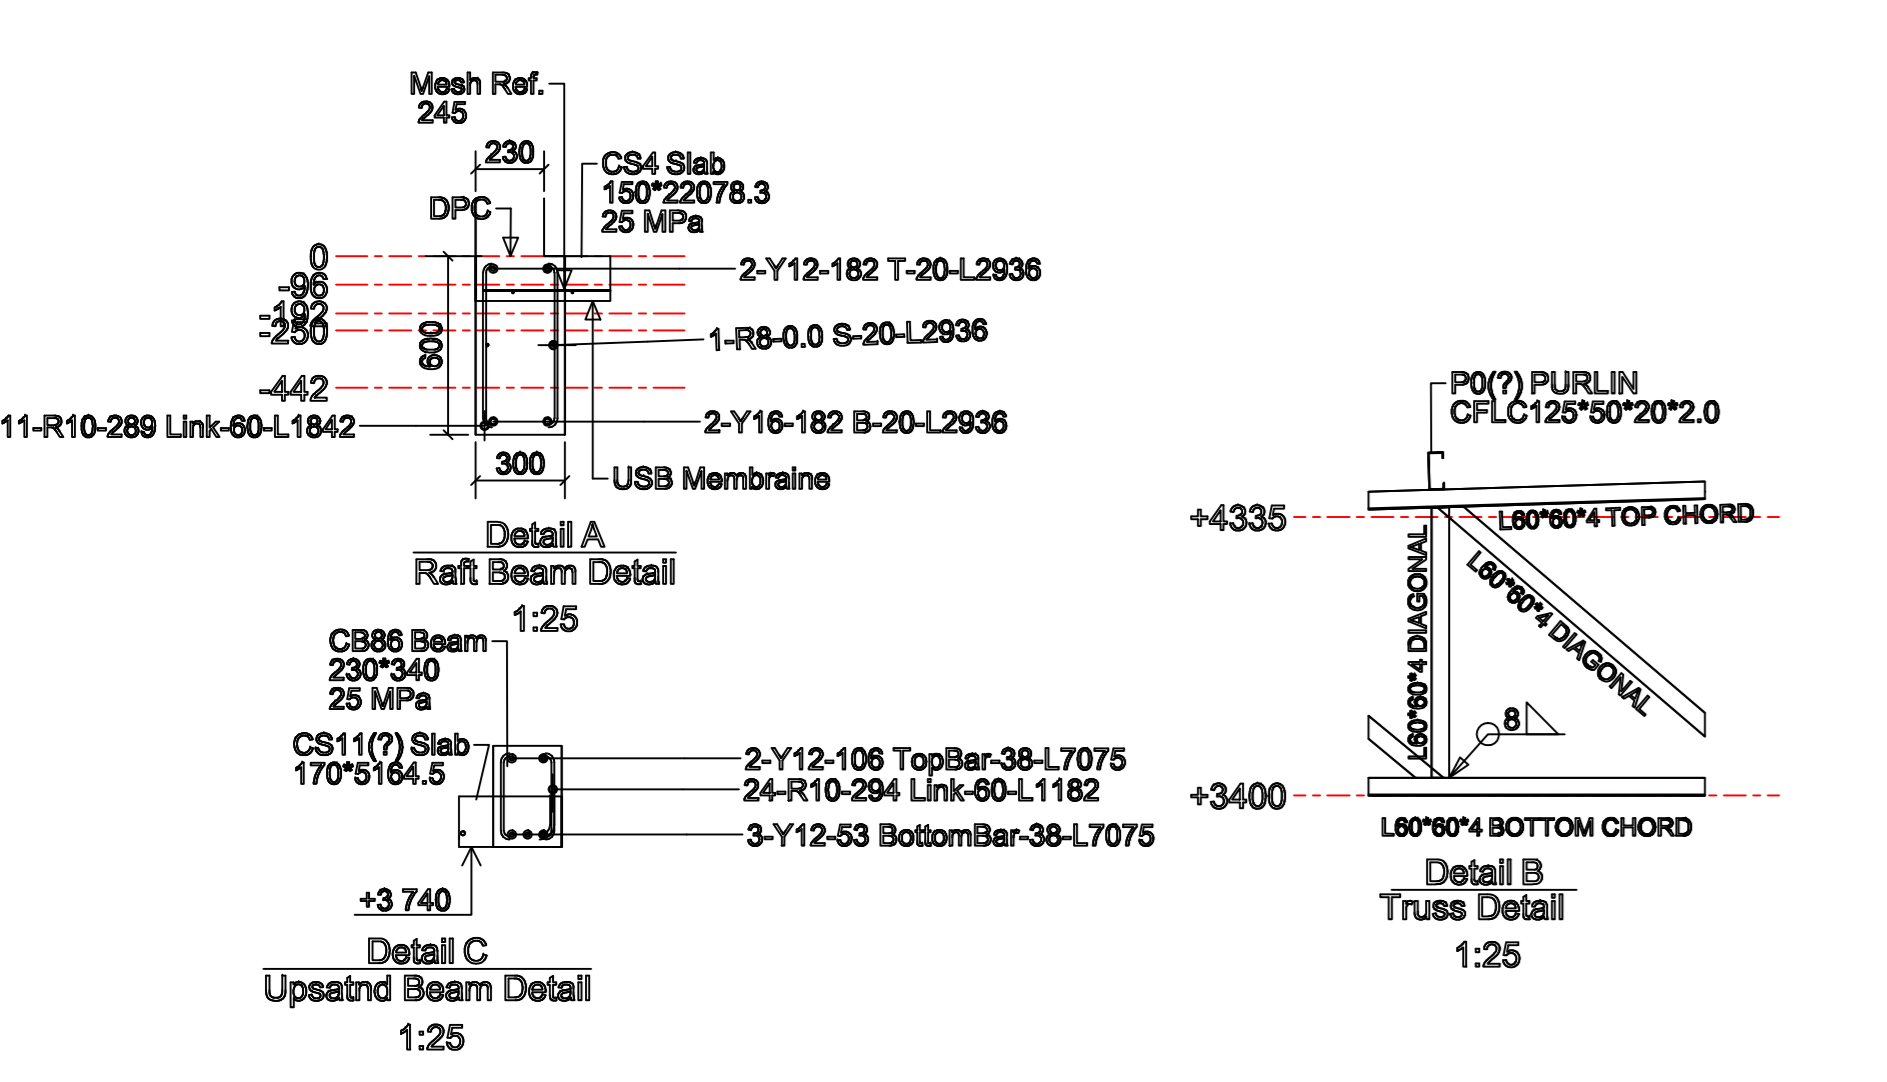 Mesh Ref.
245
230
CS4 Slab
150*22078.3
25 MPa
DPC
0
-96
-192
-250
-442
600
2-Y12-182 T-20-L2936
1-R8-0.0 S-20-L2936
11-R10-289 Link-60-L1842
2-Y16-182 B-20-L2936
300
USB Membraine
Detail A
Raft Beam Detail
1:25
CB86 Beam
230*340
25 MPa
CS11(?) Slab
170*5164.5
2-Y12-106 TopBar-38-L7075
24-R10-294 Link-60-L1182
3-Y12-53 BottomBar-38-L7075
+3 740
Detail C
Upsatnd Beam Detail
1:25
P0(?) PURLIN
CFLC125*50*20*2.0
+4335
L60*60*4 TOP CHORD
L60*60*4 DIAGONAL
L60*60*4 DIAGONAL
8
+3400
L60*60*4 BOTTOM CHORD
Detail B
Truss Detail
1:25